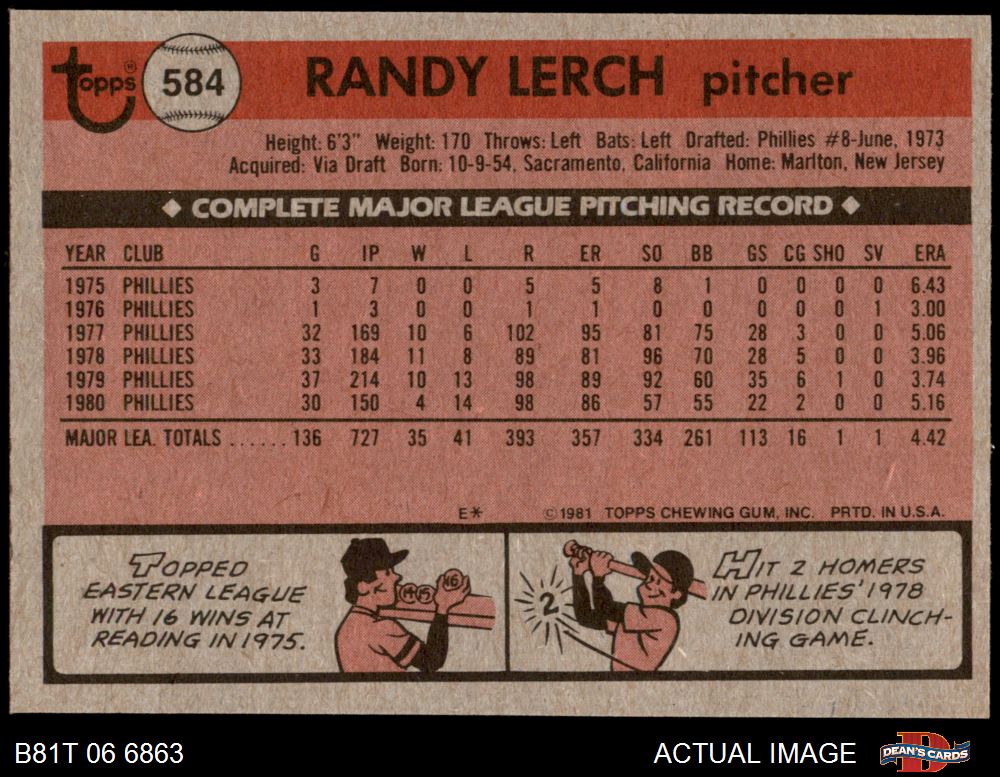 Topps® 584 RANDY LERCH pitcher
Height: 6'3" Weight: 170 Throws: Left Bats: Left Drafted: Phillies #8-June, 1973
Acquired: Via Draft Born: 10-9-54, Sacramento, California Home: Marlton, New Jersey
◆ COMPLETE MAJOR LEAGUE PITCHING RECORD ◆
YEAR CLUB G IP W L R ER SO BB GS CG SHO SV ERA
1975 PHILLIES 3 7 0 0 5 5 8 1 0 0 0 0 6.43
1976 PHILLIES 1 3 0 0 1 1 0 0 0 0 0 1 3.00
1977 PHILLIES 32 169 10 6 102 95 81 75 28 3 0 0 5.06
1978 PHILLIES 33 184 11 8 89 81 96 70 28 5 0 0 3.96
1979 PHILLIES 37 214 10 13 98 89 92 60 35 6 1 0 3.74
1980 PHILLIES 30 150 4 14 98 86 57 55 22 2 0 0 5.16
MAJOR LEA. TOTALS ...... 136 727 35 41 393 357 334 261 113 16 1 1 4.42
E* ©1981 TOPPS CHEWING GUM, INC. PRTD. IN U.S.A.
TOPPED
EASTERN LEAGUE
WITH 16 WINS AT
READING IN 1975.
14 15 16
2
HIT 2 HOMERS
IN PHILLIES' 1978
DIVISION CLINCH-
ING GAME.
B81T 06 6863 ACTUAL IMAGE DEAN'S CARDS